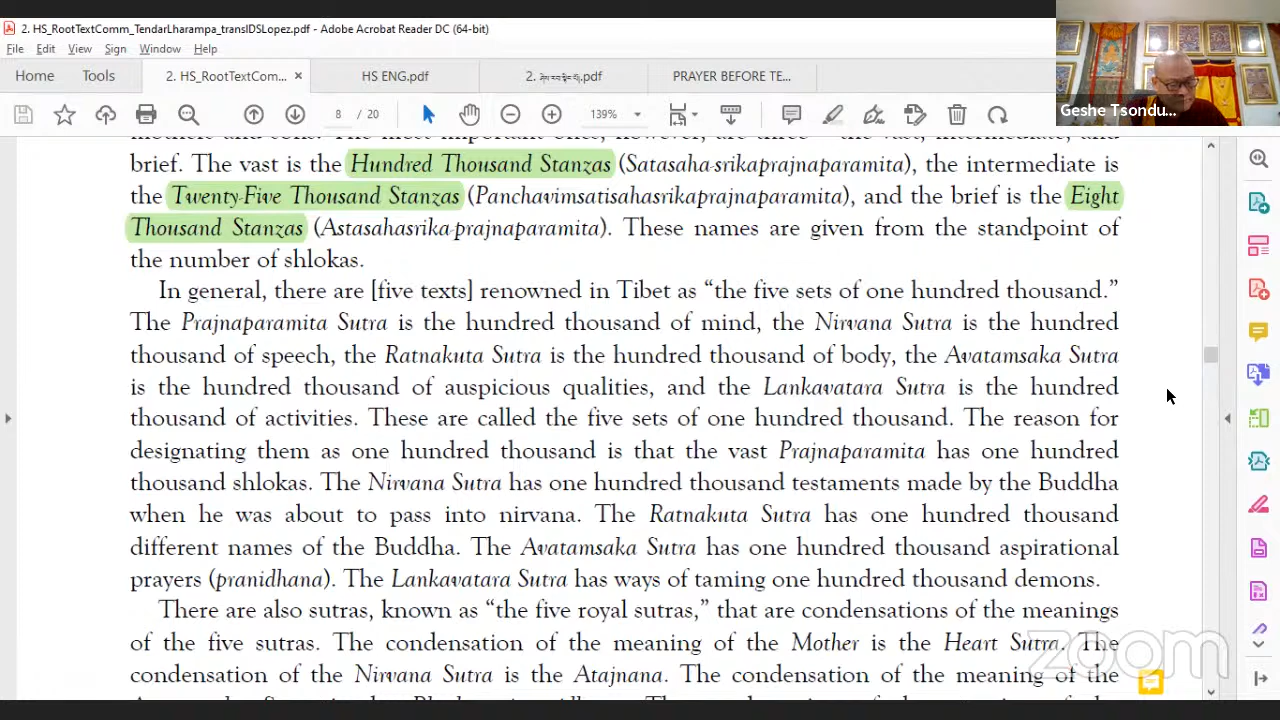 2. HS_RootTextComm_TendarLharampa_transIDSLopez.pdf - Adobe Acrobat Reader DC (64-bit)
File Edit View Sign Window Help
Home Tools 2. HS_RootTextCom... × HS ENG.pdf PRAYER BEFORE TE...
8 / 20 139%
Geshe Tsondu...
brief. The vast is the Hundred Thousand Stanzas (Satasaha-srikaprajnaparamita), the intermediate is
the Twenty-Five Thousand Stanzas (Panchavimsatisahasrikaprajnaparamita), and the brief is the Eight
Thousand Stanzas (Astasahasrika-prajnaparamita). These names are given from the standpoint of
the number of shlokas.
In general, there are [five texts] renowned in Tibet as “the five sets of one hundred thousand.”
The Prajnaparamita Sutra is the hundred thousand of mind, the Nirvana Sutra is the hundred
thousand of speech, the Ratnakuta Sutra is the hundred thousand of body, the Avatamsaka Sutra
is the hundred thousand of auspicious qualities, and the Lankavatara Sutra is the hundred
thousand of activities. These are called the five sets of one hundred thousand. The reason for
designating them as one hundred thousand is that the vast Prajnaparamita has one hundred
thousand shlokas. The Nirvana Sutra has one hundred thousand testaments made by the Buddha
when he was about to pass into nirvana. The Ratnakuta Sutra has one hundred thousand
different names of the Buddha. The Avatamsaka Sutra has one hundred thousand aspirational
prayers (pranidhana). The Lankavatara Sutra has ways of taming one hundred thousand demons.
There are also sutras, known as “the five royal sutras,” that are condensations of the meanings
of the five sutras. The condensation of the meaning of the Mother is the Heart Sutra. The
condensation of the Nirvana Sutra is the Atajnana. The condensation of the meaning of the
zoom